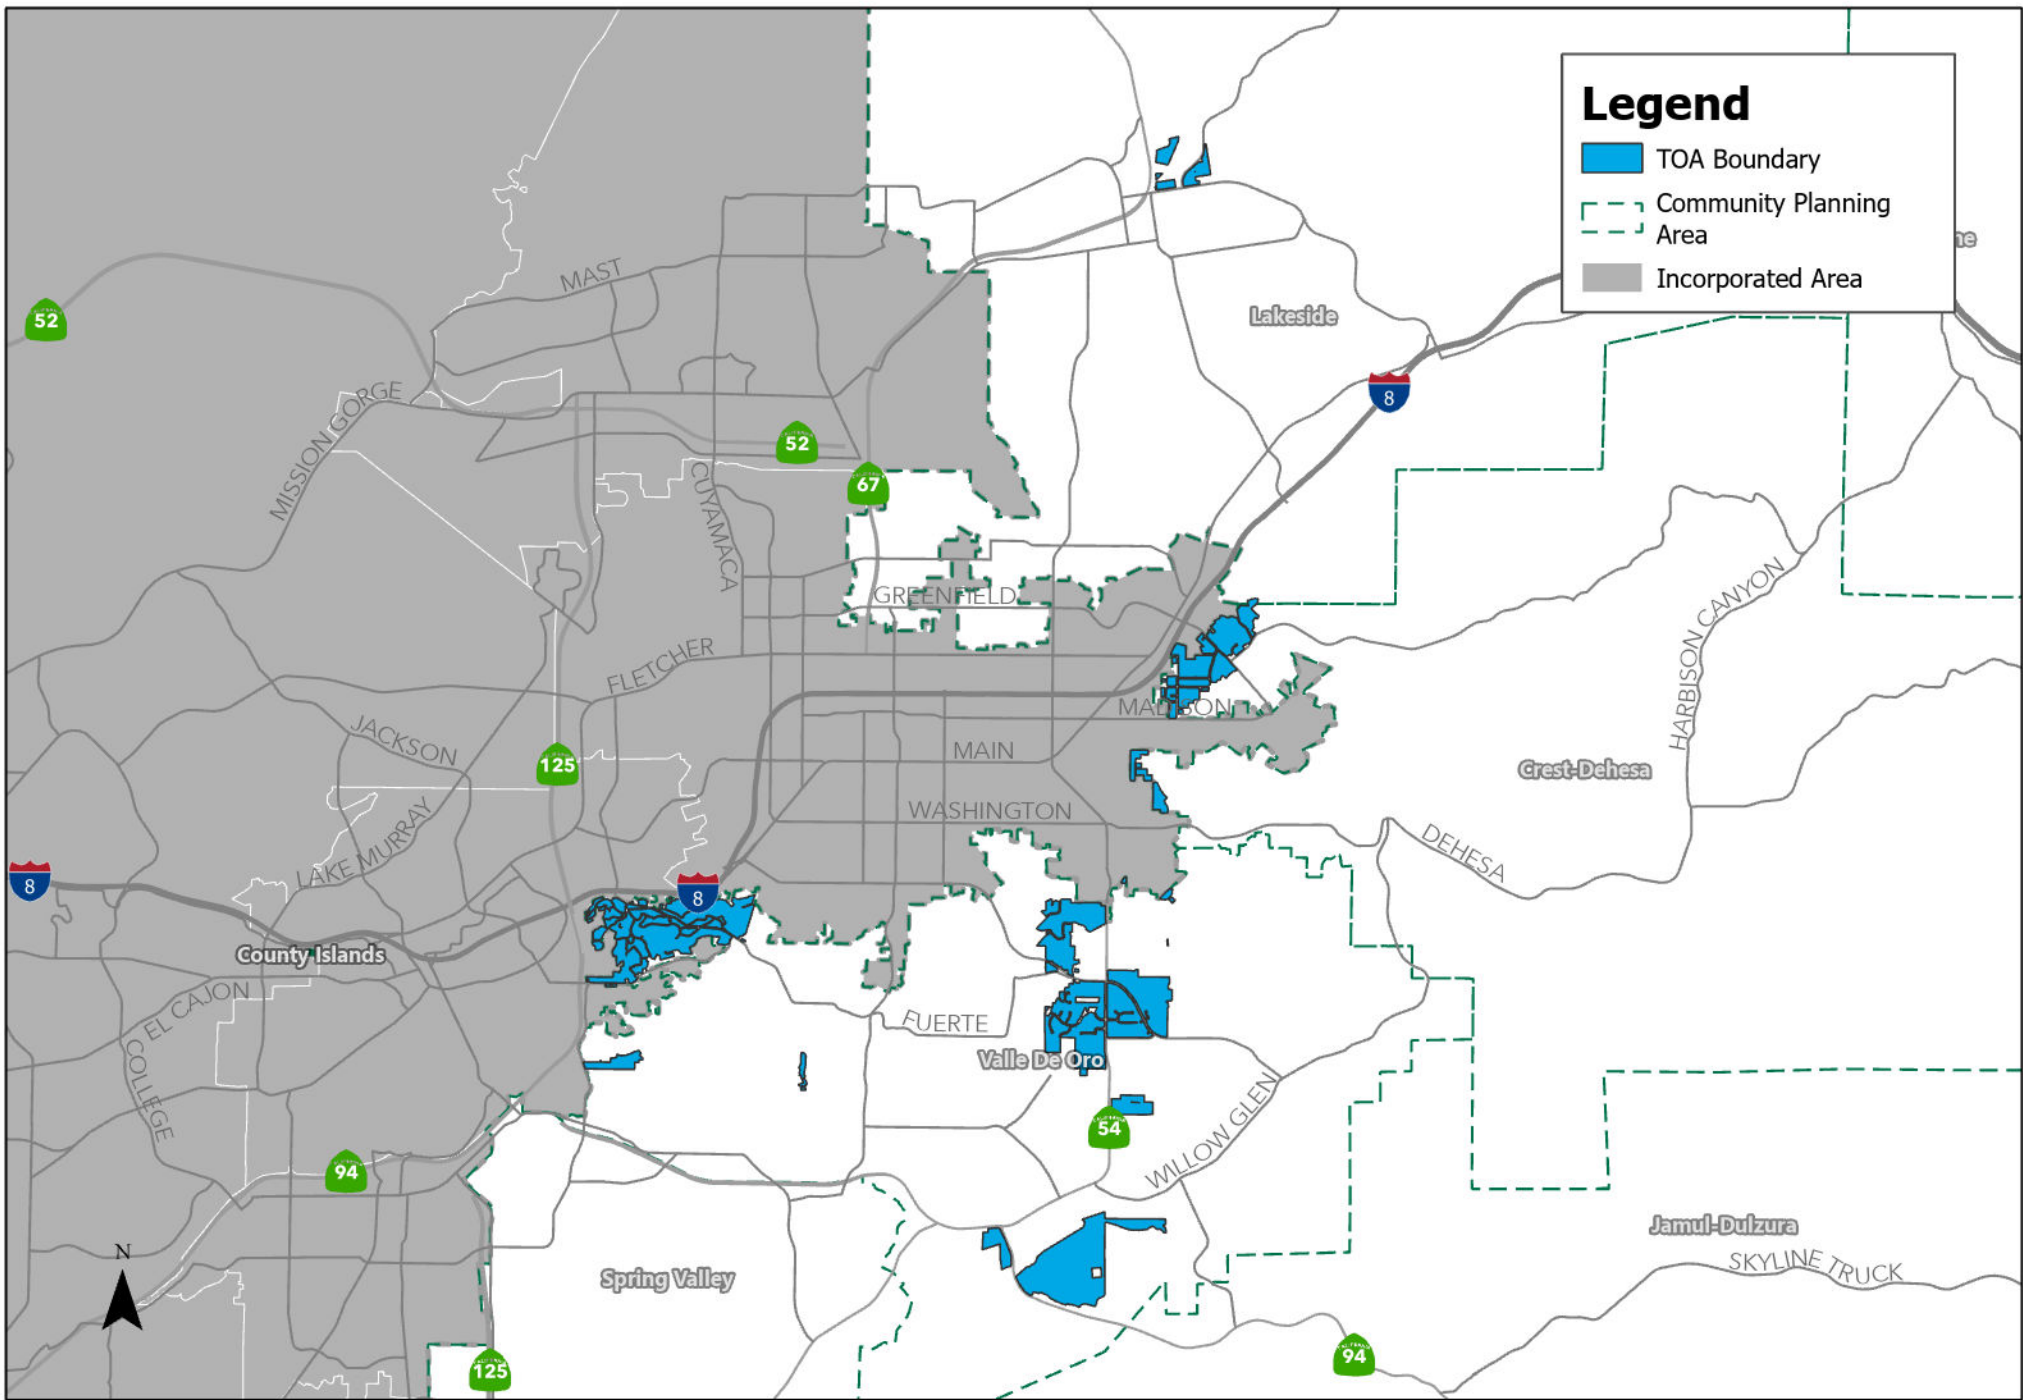 Legend
TOA Boundary
Community Planning
Area
Incorporated Area
ne
MAST
52
Lakeside
8
MISSION GORGE
52
67
CUYAMACA
GREENFIELD
HARBISON CANYON
FLETCHER
MADISON
JACKSON
MAIN
125
Crest-Dehesa
WASHINGTON
LAKE MURRAY
DEHESA
8
8
County Islands
EL CAJON
FUERTE
Valle De Oro
COLLEGE
54
WILLOW GLEN
94
Jamul-Dulzura
SKYLINE TRUCK
Spring Valley
N
94
125